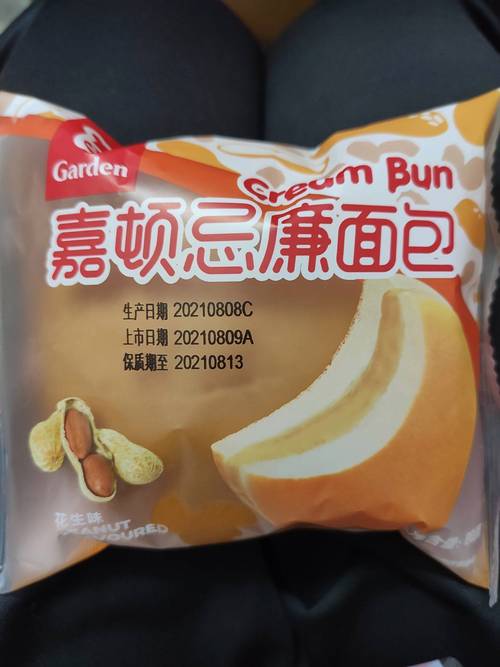 Garden
Cream Bun
嘉顿忌廉面包
生产日期 20210808C
上市日期 20210809A
保质期至 20210813
花生味
PEANUT
FLAVOURED